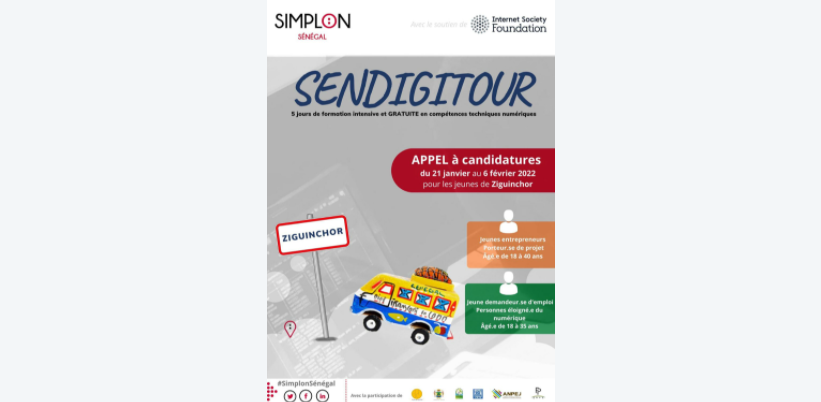 SIMPLON
SÉNÉGAL
Avec le soutien de
Internet Society
Foundation
SENDIGITOUR
5 jours de formation intensive et GRATUITE en compétences techniques numériques
APPEL à candidatures
du 21 janvier au 6 février 2022
pour les jeunes de Ziguinchor
ZIGUINCHOR
Jeunes entrepreneurs
Porteur.se de projet
Âgé.e de 18 à 40 ans
Jeune demandeur.se d'emploi
Personnes éloigné.e du
numérique
Âgé.e de 18 à 35 ans
#SimplonSénégal
Avec la participation de
ANPEJ